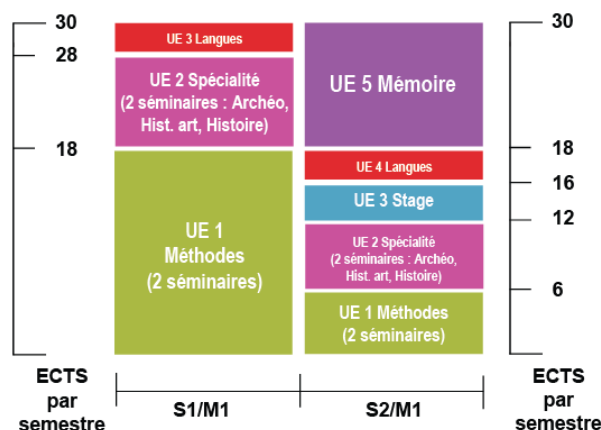 30
28
18
ECTS
par
semestre
UE 3 Langues
UE 2 Spécialité
(2 séminaires : Archéo,
Hist. art, Histoire)
UE 1
Méthodes
(2 séminaires)
S1/M1
UE 5 Mémoire
UE 4 Langues
UE 3 Stage
UE 2 Spécialité
(2 séminaires : Archéo,
Hist. art, Histoire)
UE 1 Méthodes
(2 séminaires)
S2/M1
30
18
16
12
6
ECTS
par
semestre